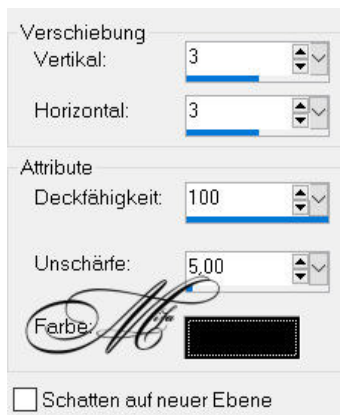 Verschiebung
Vertikal: 3
Horizontal: 3
Attribute
Deckfähigkeit: 100
Unschärfe: 5,00
Farbe:
Schatten auf neuer Ebene